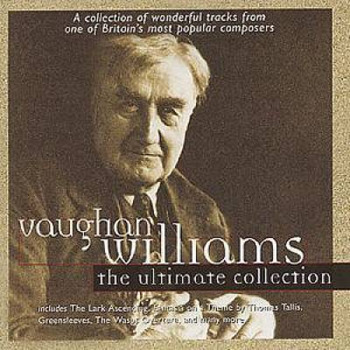 A collection of wonderful tracks from
one of Britain's most popular composers
vaughan
williams
the ultimate collection
includes The Lark Ascending, Fantasia on a Theme by Thomas Tallis,
Greensleeves, The Wasps Overture, and many more